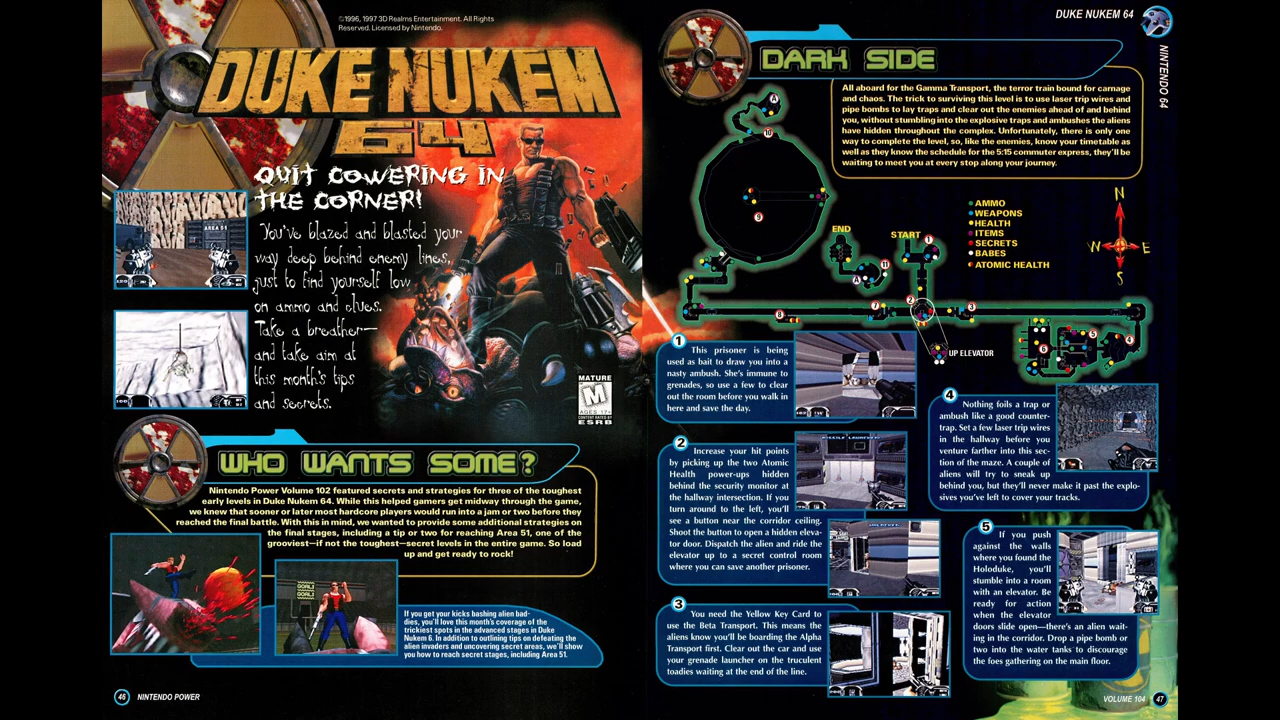 ©1996, 1997 3D Realms Entertainment. All Rights
Reserved. Licensed by Nintendo.
DUKE NUKEM
64
QUIT COWERING IN
THE CORNER!
You've blazed and blasted your
way deep behind enemy lines,
just to find yourself low
on ammo and clues.
Take a breather—
and take aim at
this month's tips
and secrets.
AREA 51
MATURE
M
AGES 17+
CONTENT RATED BY
ESRB
WHO WANTS SOME?
Nintendo Power Volume 102 featured secrets and strategies for three of the toughest
early levels in Duke Nukem 64. While this helped gamers get midway through the game,
we knew that sooner or later most hardcore players would run into a jam or two before they
reached the final battle. With this in mind, we wanted to provide some additional strategies on
the final stages, including a tip or two for reaching Area 51, one of the
grooviest—if not the toughest—secret levels in the entire game. So load
up and get ready to rock!
GOAL!
GOAL!
If you get your kicks bashing alien bad-
dies, you'll love this month's coverage of the
trickiest spots in the advanced stages in Duke
Nukem 6. In addition to outlining tips on defeating the
alien invaders and uncovering secret areas, we'll show
you how to reach secret stages, including Area 51.
46 NINTENDO POWER
DUKE NUKEM 64
NINTENDO 64
DARK SIDE
All aboard for the Gamma Transport, the terror train bound for carnage
and chaos. The trick to surviving this level is to use laser trip wires and
pipe bombs to lay traps and clear out the enemies ahead of and behind
you, without stumbling into the explosive traps and ambushes the aliens
have hidden throughout the complex. Unfortunately, there is only one
way to complete the level, so, like the enemies, know your timetable as
well as they know the schedule for the 5:15 commuter express, they'll be
waiting to meet you at every stop along your journey.
A
10
9
AMMO
WEAPONS
HEALTH
ITEMS
SECRETS
BABES
ATOMIC HEALTH
N
W E
S
END
START
1
11
A
7
2
3
8
5
4
6
UP ELEVATOR
1
This prisoner is being
used as bait to draw you into a
nasty ambush. She's immune to
grenades, so use a few to clear
out the room before you walk in
here and save the day.
2
MISSILE LAUNCHER
Increase your hit points
by picking up the two Atomic
Health power-ups hidden
behind the security monitor at
the hallway intersection. If you
turn around to the left, you'll
see a button near the corridor ceiling.
Shoot the button to open a hidden eleva-
tor door. Dispatch the alien and ride the
elevator up to a secret control room
where you can save another prisoner.
3
You need the Yellow Key Card to
use the Beta Transport. This means the
aliens know you'll be boarding the Alpha
Transport first. Clear out the car and use
your grenade launcher on the truculent
toadies waiting at the end of the line.
4
Nothing foils a trap or
ambush like a good counter-
trap. Set a few laser trip wires
in the hallway before you
venture farther into this sec-
tion of the maze. A couple of
aliens will try to sneak up
behind you, but they'll never make it past the explo-
sives you've left to cover your tracks.
5
If you push
against the walls
where you found the
Holoduke, you'll
stumble into a room
with an elevator. Be
ready for action
when the elevator
doors slide open—there's an alien wait-
ing in the corridor. Drop a pipe bomb or
two into the water tanks to discourage
the foes gathering on the main floor.
VOLUME 104 47